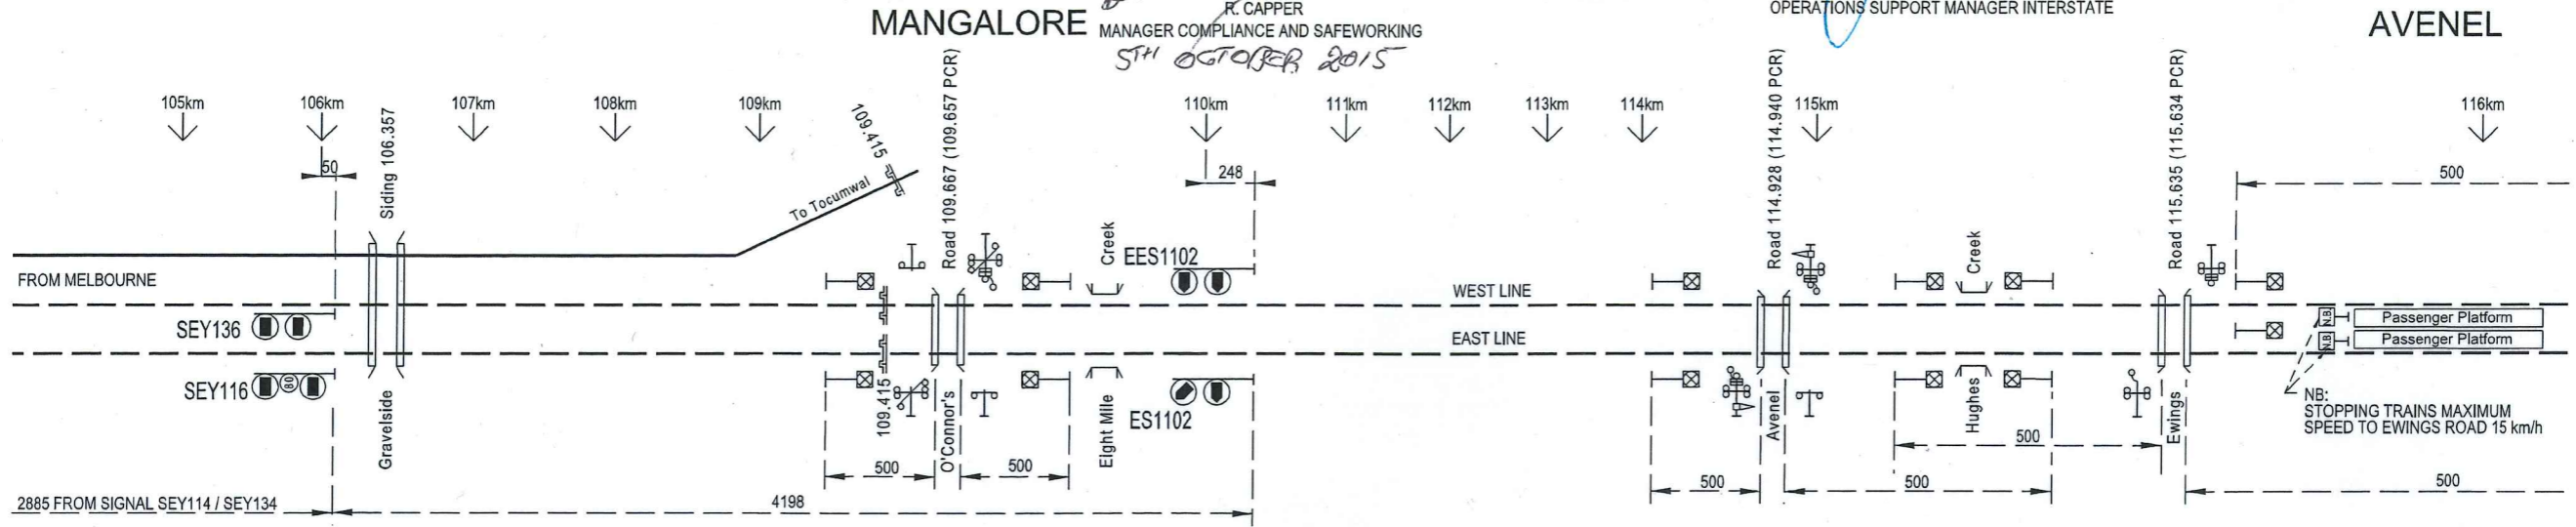 MANGALORE
R. CAPPER
MANAGER COMPLIANCE AND SAFEWORKING
5TH OCTOBER 2015
OPERATIONS SUPPORT MANAGER INTERSTATE
AVENEL
105km
106km
107km
108km
109km
110km
111km
112km
113km
114km
115km
116km
50
Siding 106.357
109.415
To Tocumwal
Road 109.667 (109.657 PCR)
248
Road 114.928 (114.940 PCR)
Road 115.635 (115.634 PCR)
500
FROM MELBOURNE
Creek
EES1102
Creek
WEST LINE
EAST LINE
SEY136
SEY116
80
Gravelside
109.415
O'Connor's
Eight Mile
ES1102
Avenel
Hughes
Ewings
N.B.
Passenger Platform
N.B.
Passenger Platform
NB:
STOPPING TRAINS MAXIMUM
SPEED TO EWINGS ROAD 15 km/h
500
500
500
500
500
500
2885 FROM SIGNAL SEY114 / SEY134
4198